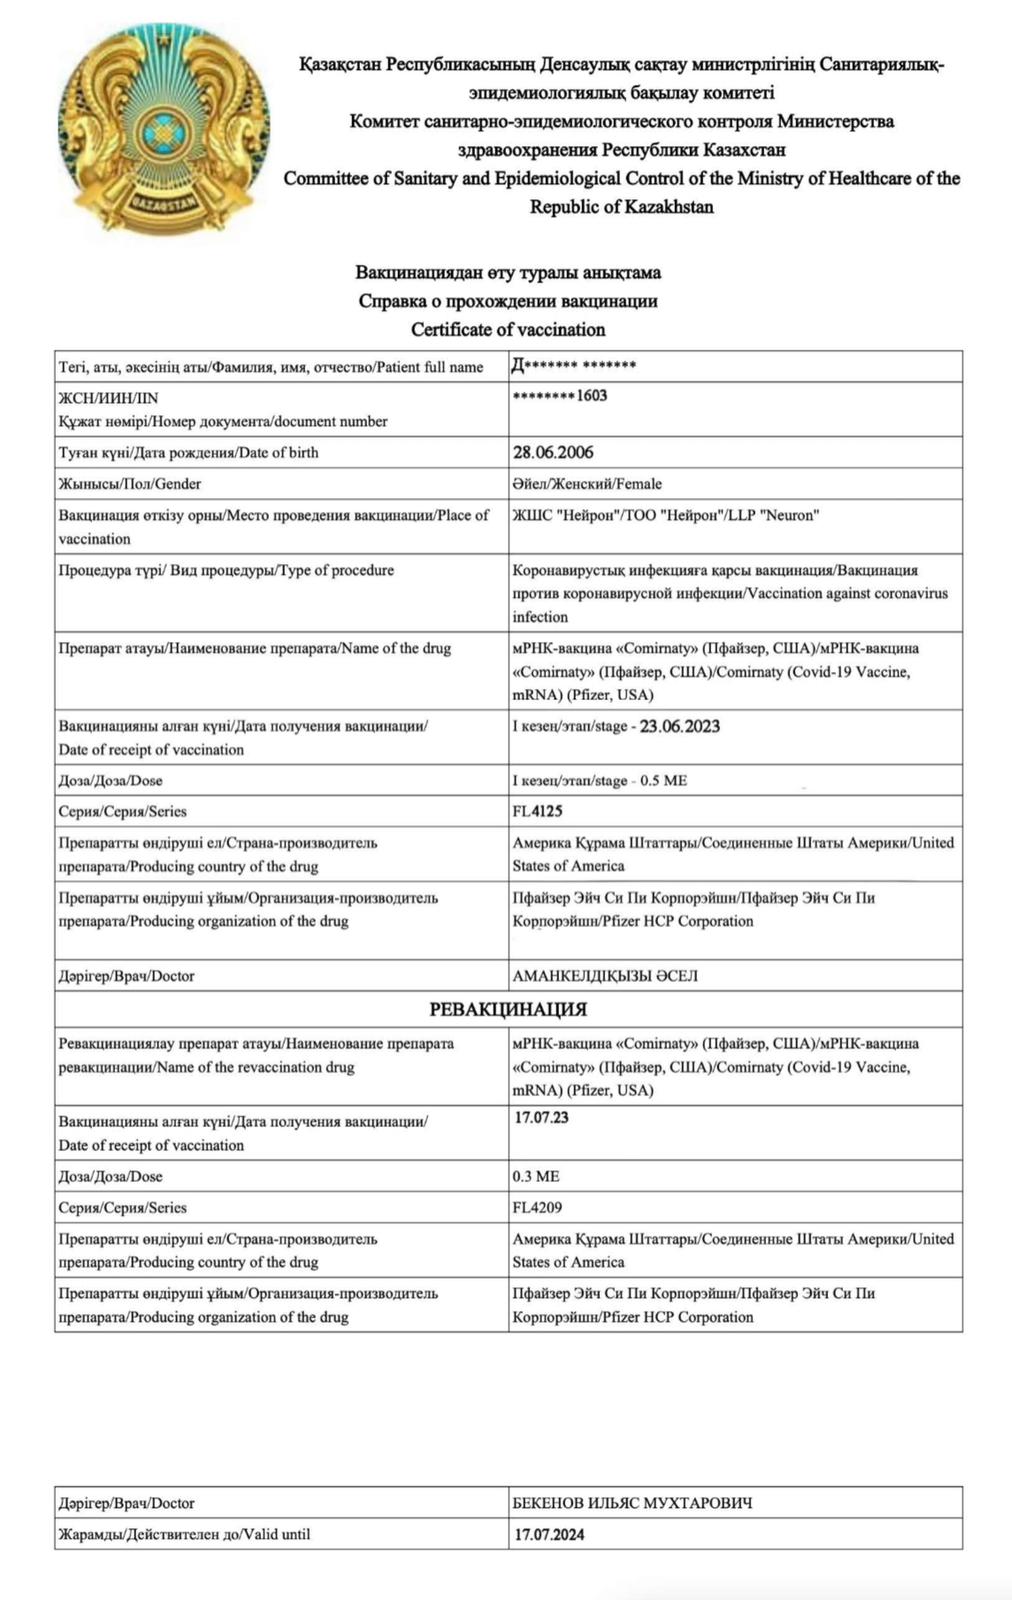 QAZAQSTAN
Қазақстан Республикасының Денсаулық сақтау министрлігінің Санитариялық-
эпидемиологиялық бақылау комитеті
Комитет санитарно-эпидемиологического контроля Министерства
здравоохранения Республики Казахстан
Committee of Sanitary and Epidemiological Control of the Ministry of Healthcare of the
Republic of Kazakhstan
Вакцинациядан өту туралы анықтама
Справка о прохождении вакцинации
Certificate of vaccination
Тегі, аты, әкесінің аты/Фамилия, имя, отчество/Patient full name
Д******* *******
ЖСН/ИИН/IIN
Құжат нөмірі/Номер документа/document number
********1603
Туған күні/Дата рождения/Date of birth
28.06.2006
Жынысы/Пол/Gender
Әйел/Женский/Female
Вакцинация өткізу орны/Место проведения вакцинации/Place of
vaccination
ЖШС "Нейрон"/ТОО "Нейрон"/LLP "Neuron"
Процедура түрі/ Вид процедуры/Type of procedure
Коронавирустық инфекцияға қарсы вакцинация/Вакцинация
против коронавирусной инфекции/Vaccination against coronavirus
infection
Препарат атауы/Наименование препарата/Name of the drug
мРНК-вакцина «Comirnaty» (Пфайзер, США)/мРНК-вакцина
«Comirnaty» (Пфайзер, США)/Comirnaty (Covid-19 Vaccine,
mRNA) (Pfizer, USA)
Вакцинацияны алған күні/Дата получения вакцинации/
Date of receipt of vaccination
I кезең/этап/stage - 23.06.2023
Доза/Доза/Dose
I кезең/этап/stage - 0.5 ME
Серия/Серия/Series
FL4125
Препаратты өндіруші ел/Страна-производитель
препарата/Producing country of the drug
Америка Құрама Штаттары/Соединенные Штаты Америки/United
States of America
Препаратты өндіруші ұйым/Организация-производитель
препарата/Producing organization of the drug
Пфайзер Эйч Си Пи Корпорэйшн/Пфайзер Эйч Си Пи
Корпорэйшн/Pfizer HCP Corporation
Дәрігер/Врач/Doctor
АМАНКЕЛДІҚЫЗЫ ӘСЕЛ
РЕВАКЦИНАЦИЯ
Ревакцинациялау препарат атауы/Наименование препарата
ревакцинации/Name of the revaccination drug
мРНК-вакцина «Comirnaty» (Пфайзер, США)/мРНК-вакцина
«Comirnaty» (Пфайзер, США)/Comirnaty (Covid-19 Vaccine,
mRNA) (Pfizer, USA)
Вакцинацияны алған күні/Дата получения вакцинации/
Date of receipt of vaccination
17.07.23
Доза/Доза/Dose
0.3 ME
Серия/Серия/Series
FL4209
Препаратты өндіруші ел/Страна-производитель
препарата/Producing country of the drug
Америка Құрама Штаттары/Соединенные Штаты Америки/United
States of America
Препаратты өндіруші ұйым/Организация-производитель
препарата/Producing organization of the drug
Пфайзер Эйч Си Пи Корпорэйшн/Пфайзер Эйч Си Пи
Корпорэйшн/Pfizer HCP Corporation
Дәрігер/Врач/Doctor
БЕКЕНОВ ИЛЬЯС МУХТАРОВИЧ
Жарамды/Действителен до/Valid until
17.07.2024